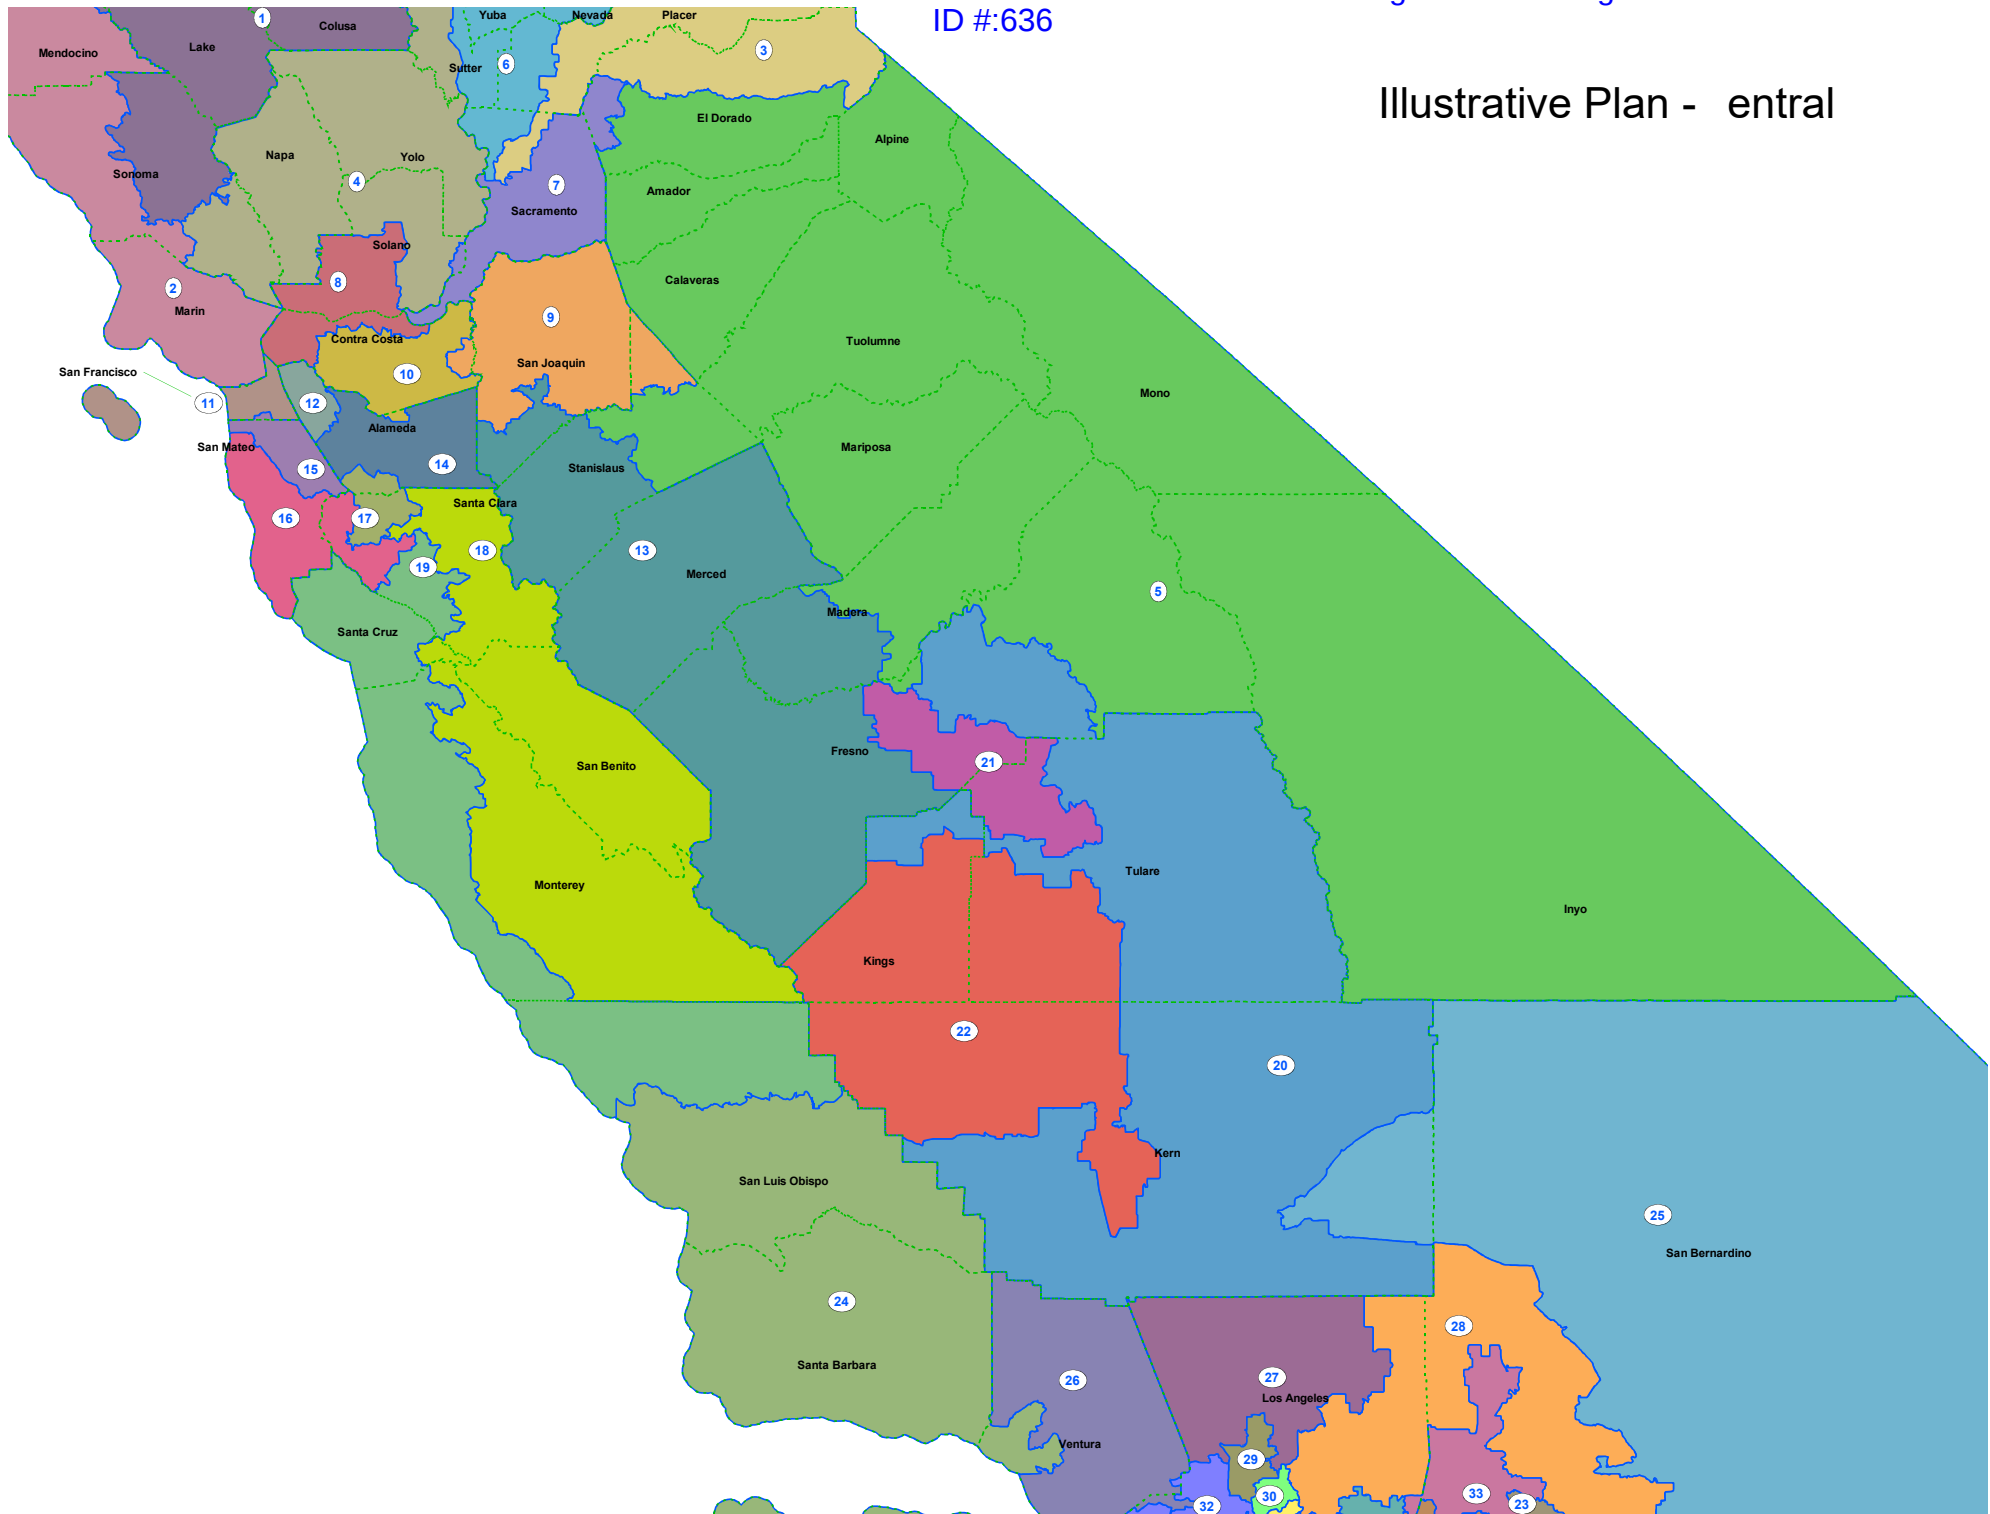 ID #:636
Illustrative Plan - entral
1
Colusa
Yuba
Nevada
Placer
Mendocino
Lake
Sutter
6
3
El Dorado
Alpine
Napa
Yolo
Sonoma
4
7
Amador
Sacramento
Solano
2
8
Calaveras
Marin
9
Contra Costa
Tuolumne
San Francisco
San Joaquin
10
Mono
11
12
Alameda
San Mateo
Mariposa
15
14
Stanislaus
Santa Clara
16
17
18
13
19
Merced
5
Santa Cruz
Madera
Fresno
21
San Benito
Tulare
Monterey
Inyo
Kings
22
20
Kern
San Luis Obispo
25
San Bernardino
24
28
Santa Barbara
26
27
Los Angeles
Ventura
29
30
33
32
23